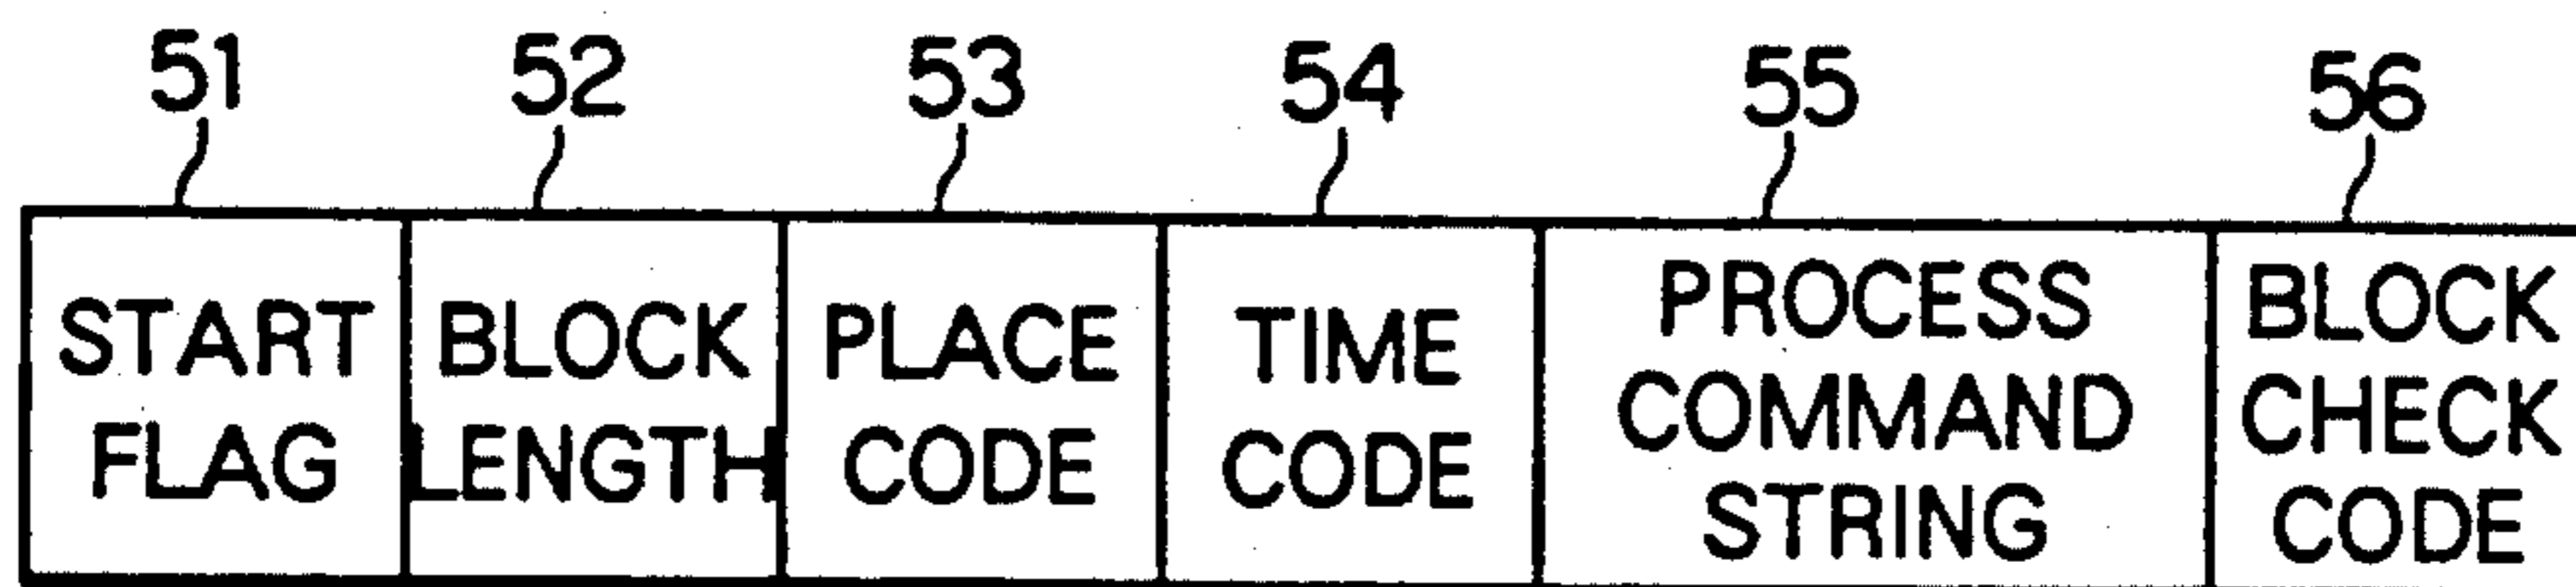 51 52 53 54 55 56
START FLAG
BLOCK LENGTH
PLACE CODE
TIME CODE
PROCESS COMMAND STRING
BLOCK CHECK CODE